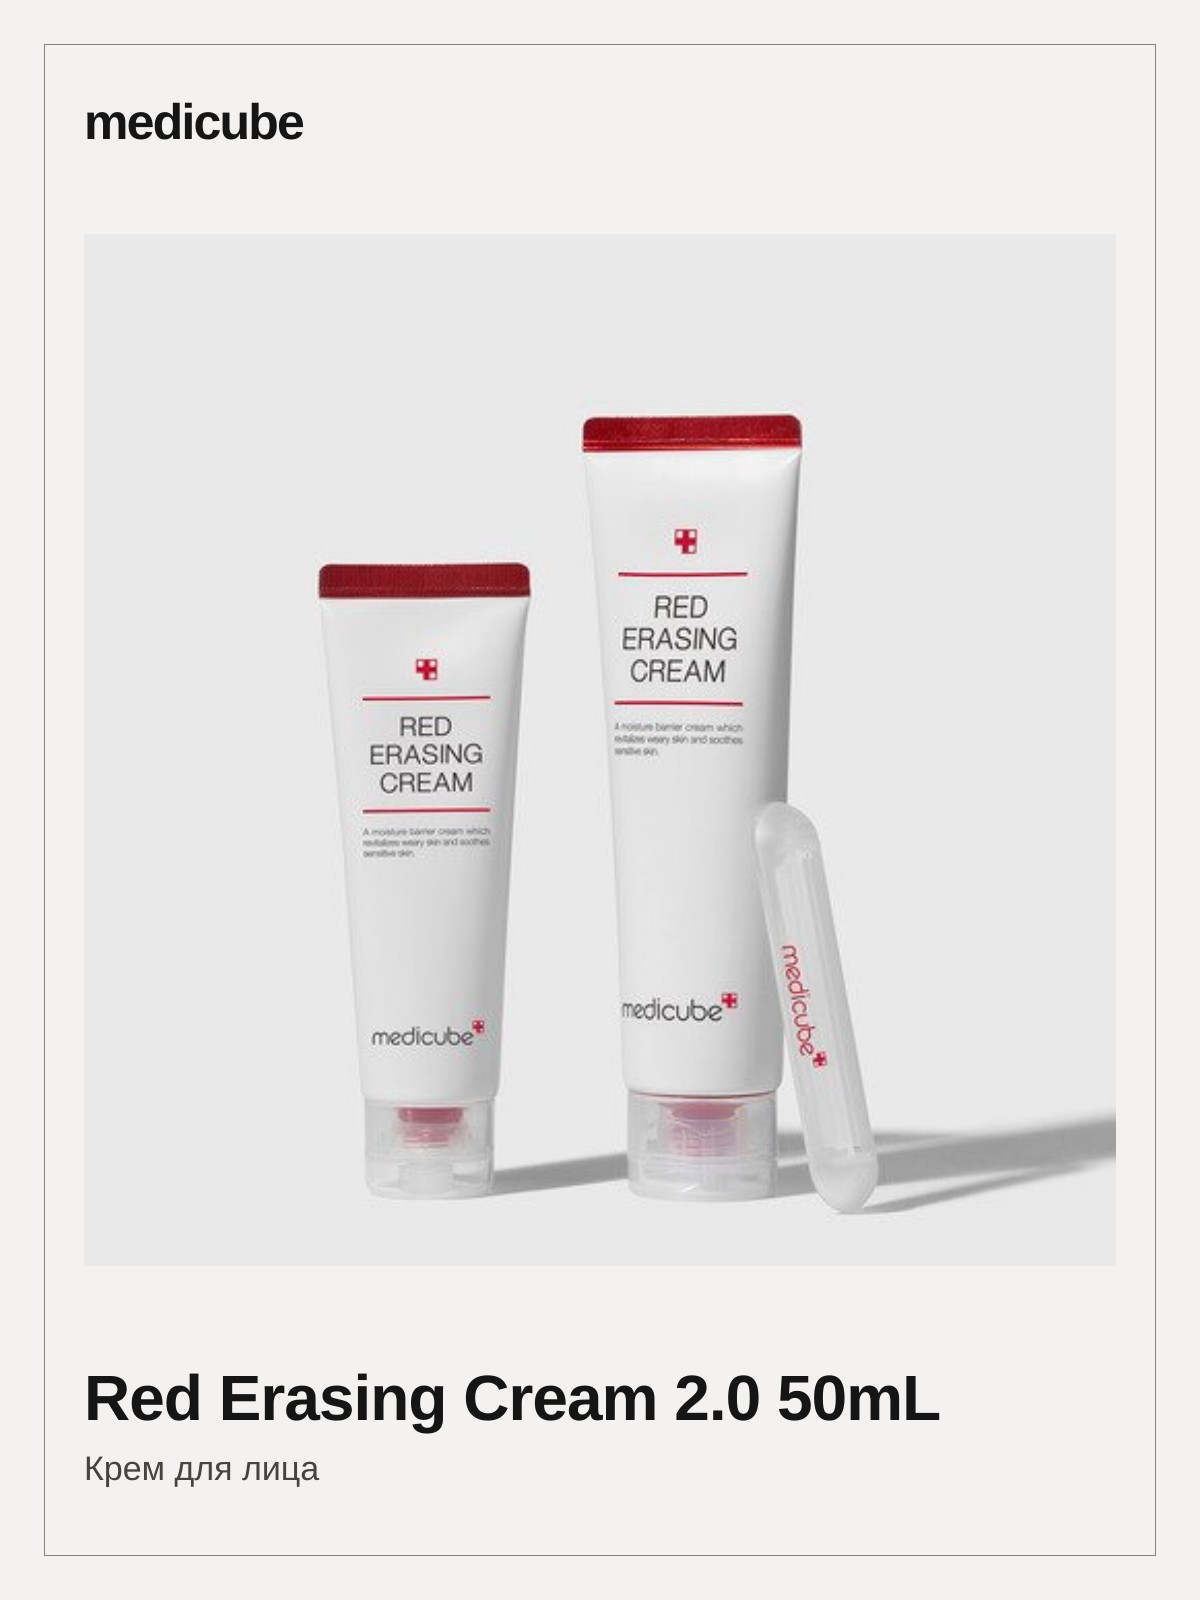 medicube
RED
ERASING
CREAM
A moisture barrier cream which
revitalizes weary skin and soothes
sensitive skin.
medicube
RED
ERASING
CREAM
A moisture barrier cream which
revitalizes weary skin and soothes
sensitive skin.
medicube
medicube
Red Erasing Cream 2.0 50mL
Крем для лица